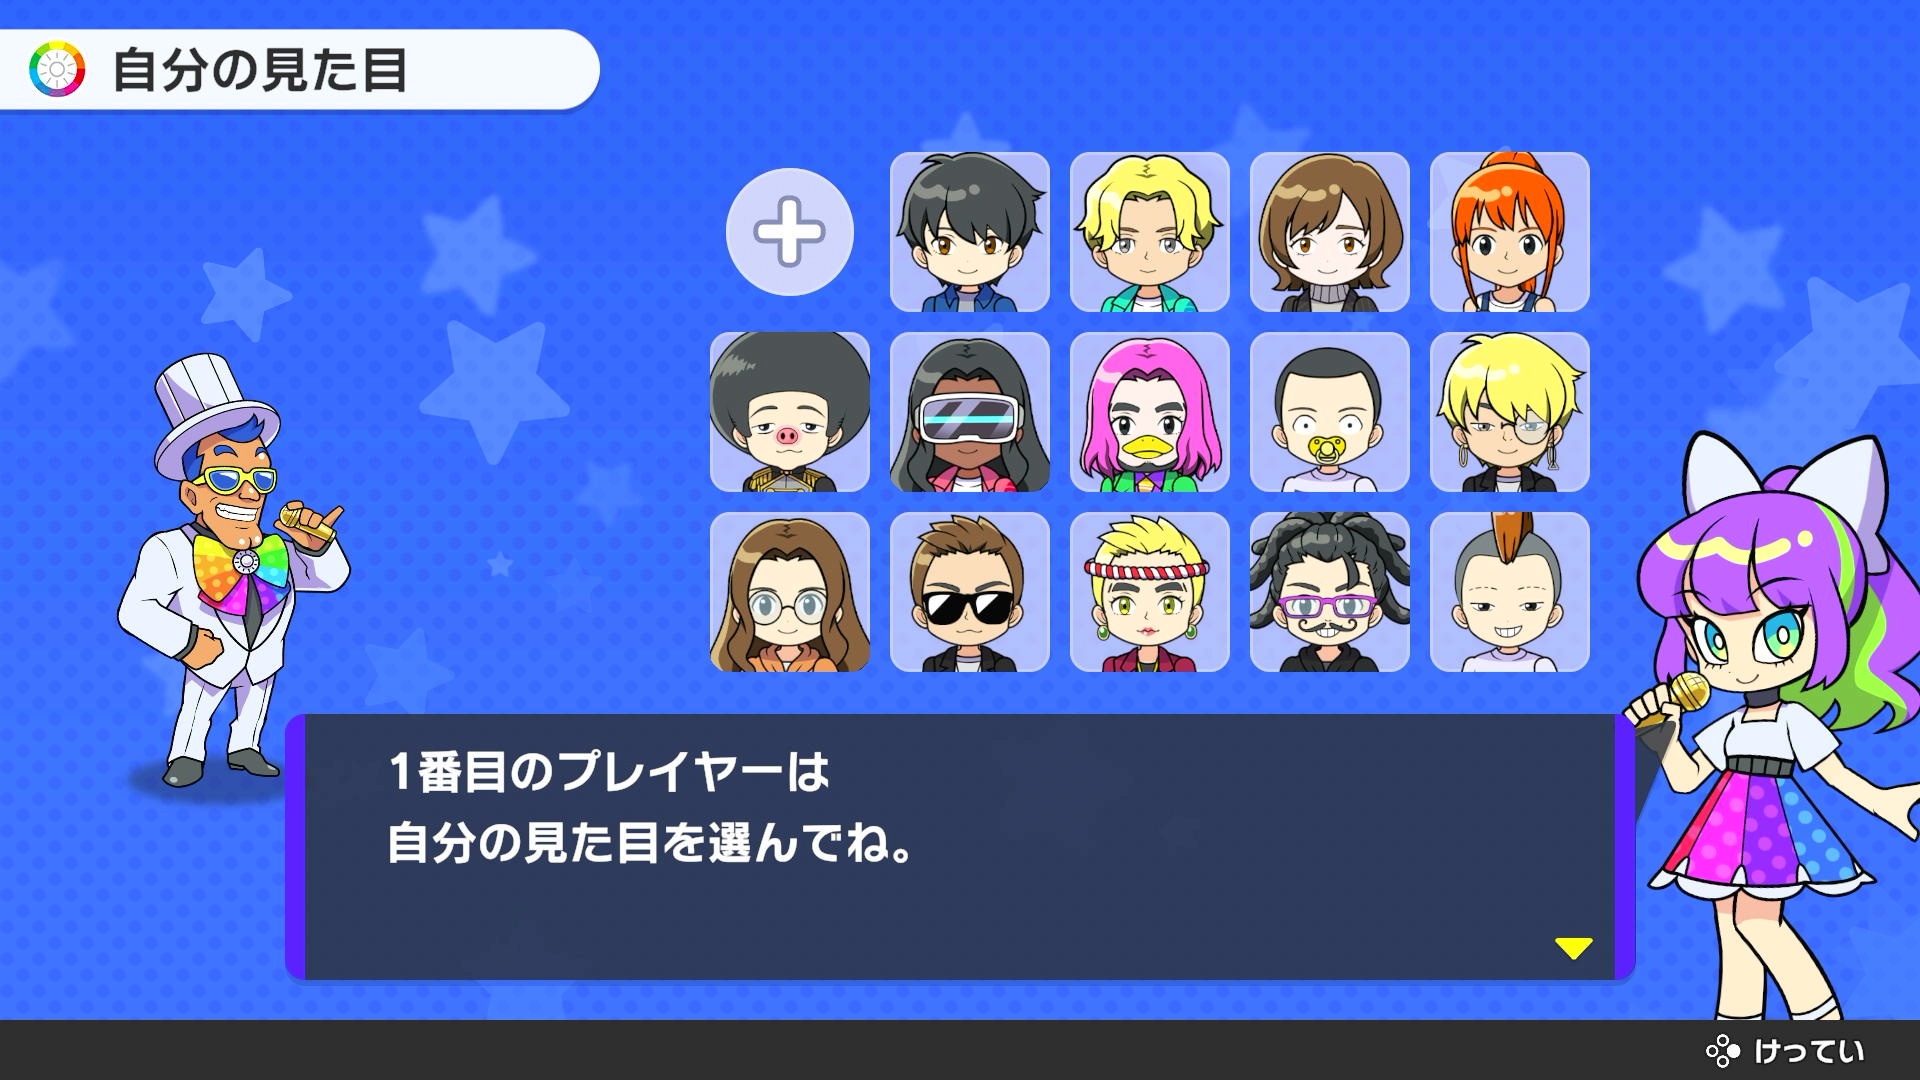 自分の見た目
1番目のプレイヤーは
自分の見た目を選んでね。
けってい